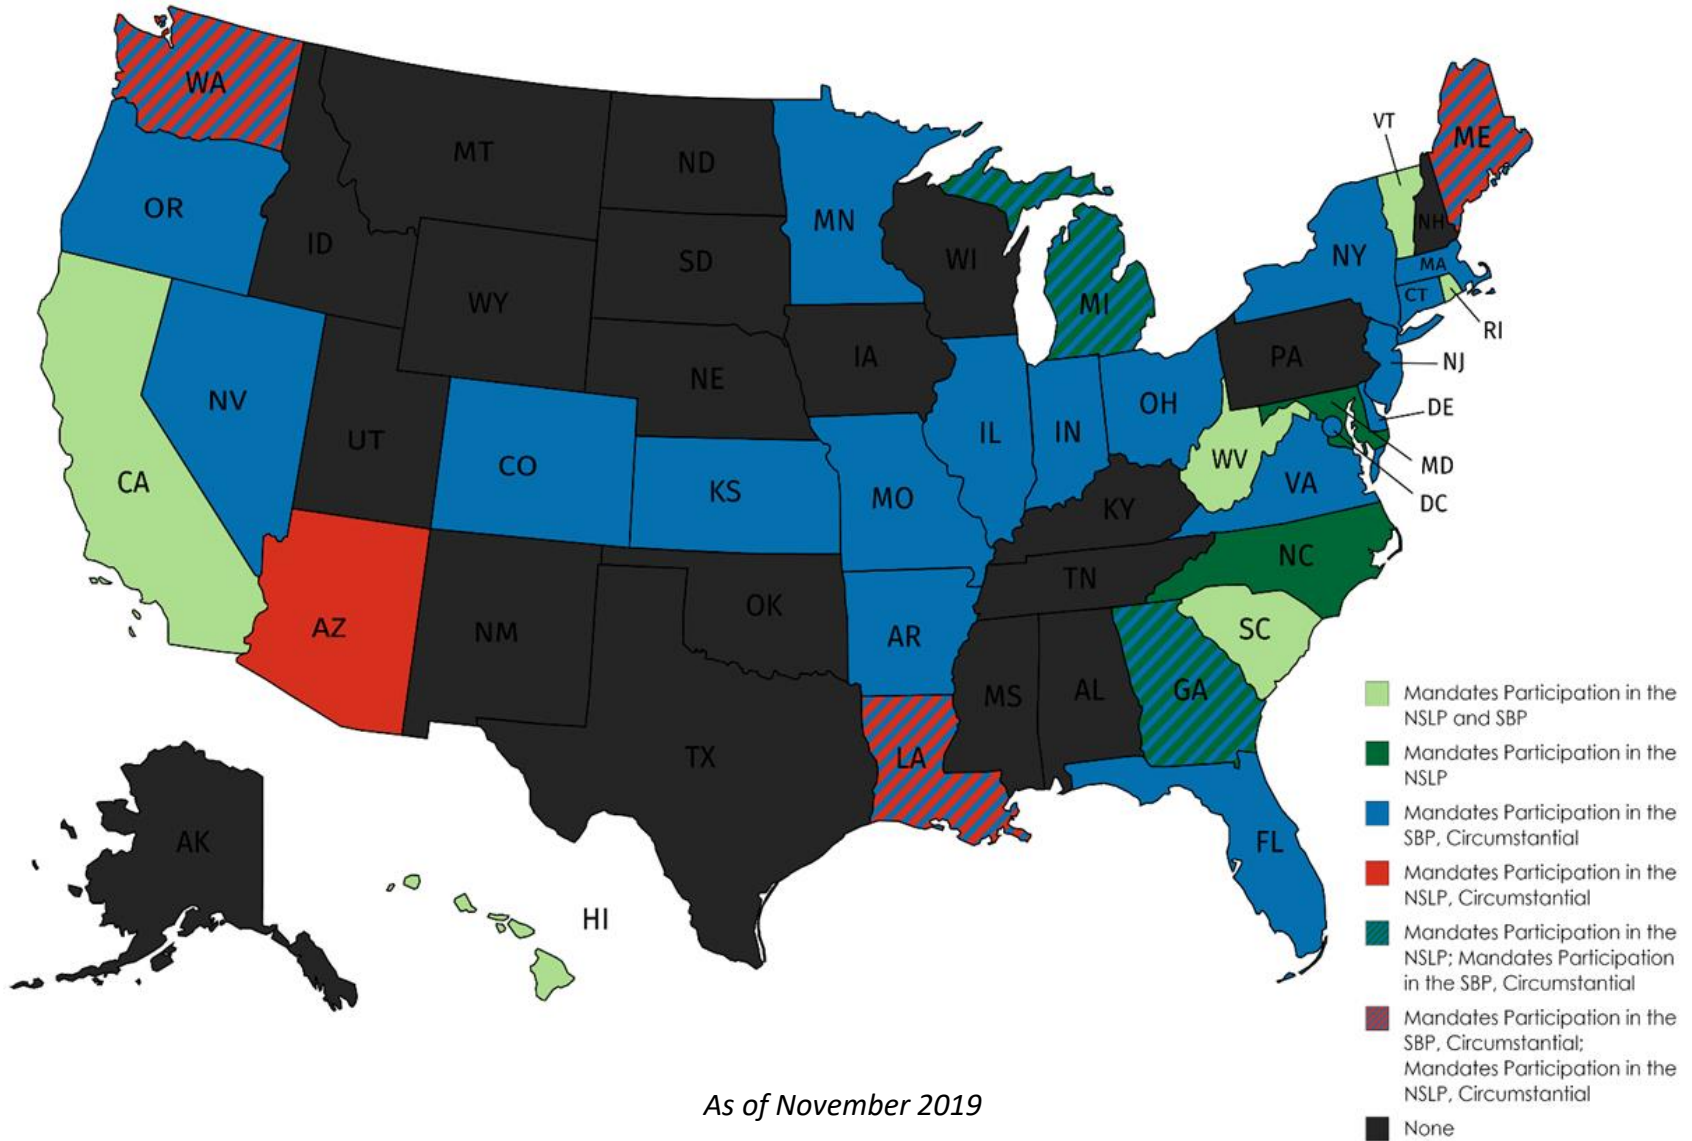 WA
MT
ND
MN
VT
ME
OR
ID
SD
WI
NH
NY
MA
WY
MI
CT
RI
IA
PA
NJ
NE
NV
OH
DE
UT
IL
IN
CO
WV
MD
CA
KS
MO
VA
DC
KY
NC
TN
OK
AZ
NM
AR
SC
MS
AL
GA
TX
LA
AK
FL
HI
Mandates Participation in the
NSLP and SBP
Mandates Participation in the
NSLP
Mandates Participation in the
SBP, Circumstantial
Mandates Participation in the
NSLP, Circumstantial
Mandates Participation in the
NSLP; Mandates Participation
in the SBP, Circumstantial
Mandates Participation in the
SBP, Circumstantial;
Mandates Participation in the
NSLP, Circumstantial
None
As of November 2019